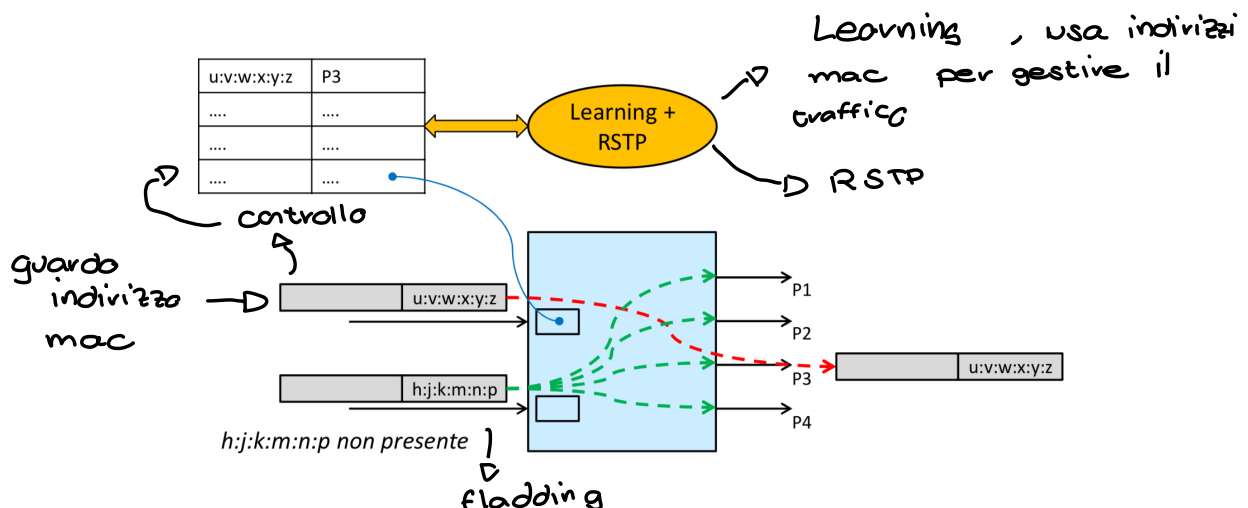 Learning , usa indirizzi
mac per gestire il
traffico
u:v:w:x:y:z P3
.... ....
.... ....
.... ....
Learning +
RSTP
RSTP
controllo
guardo
indirizzo
mac
u:v:w:x:y:z
P1
P2
P3
P4
u:v:w:x:y:z
h:j:k:m:n:p
h:j:k:m:n:p non presente
fladding